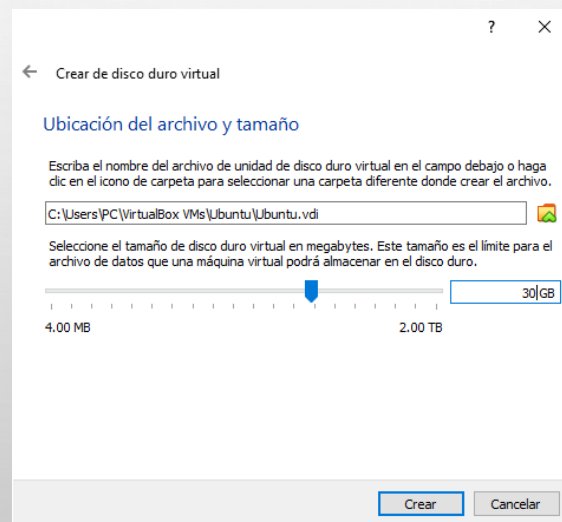 ?
Crear de disco duro virtual
Ubicación del archivo y tamaño
Escriba el nombre del archivo de unidad de disco duro virtual en el campo debajo o haga
clic en el icono de carpeta para seleccionar una carpeta diferente donde crear el archivo.
C:\Users\PC\VirtualBox VMs\Ubuntu\Ubuntu.vdi
Seleccione el tamaño de disco duro virtual en megabytes. Este tamaño es el límite para el
archivo de datos que una máquina virtual podrá almacenar en el disco duro.
30 GB
4.00 MB 2.00 TB
Crear Cancelar